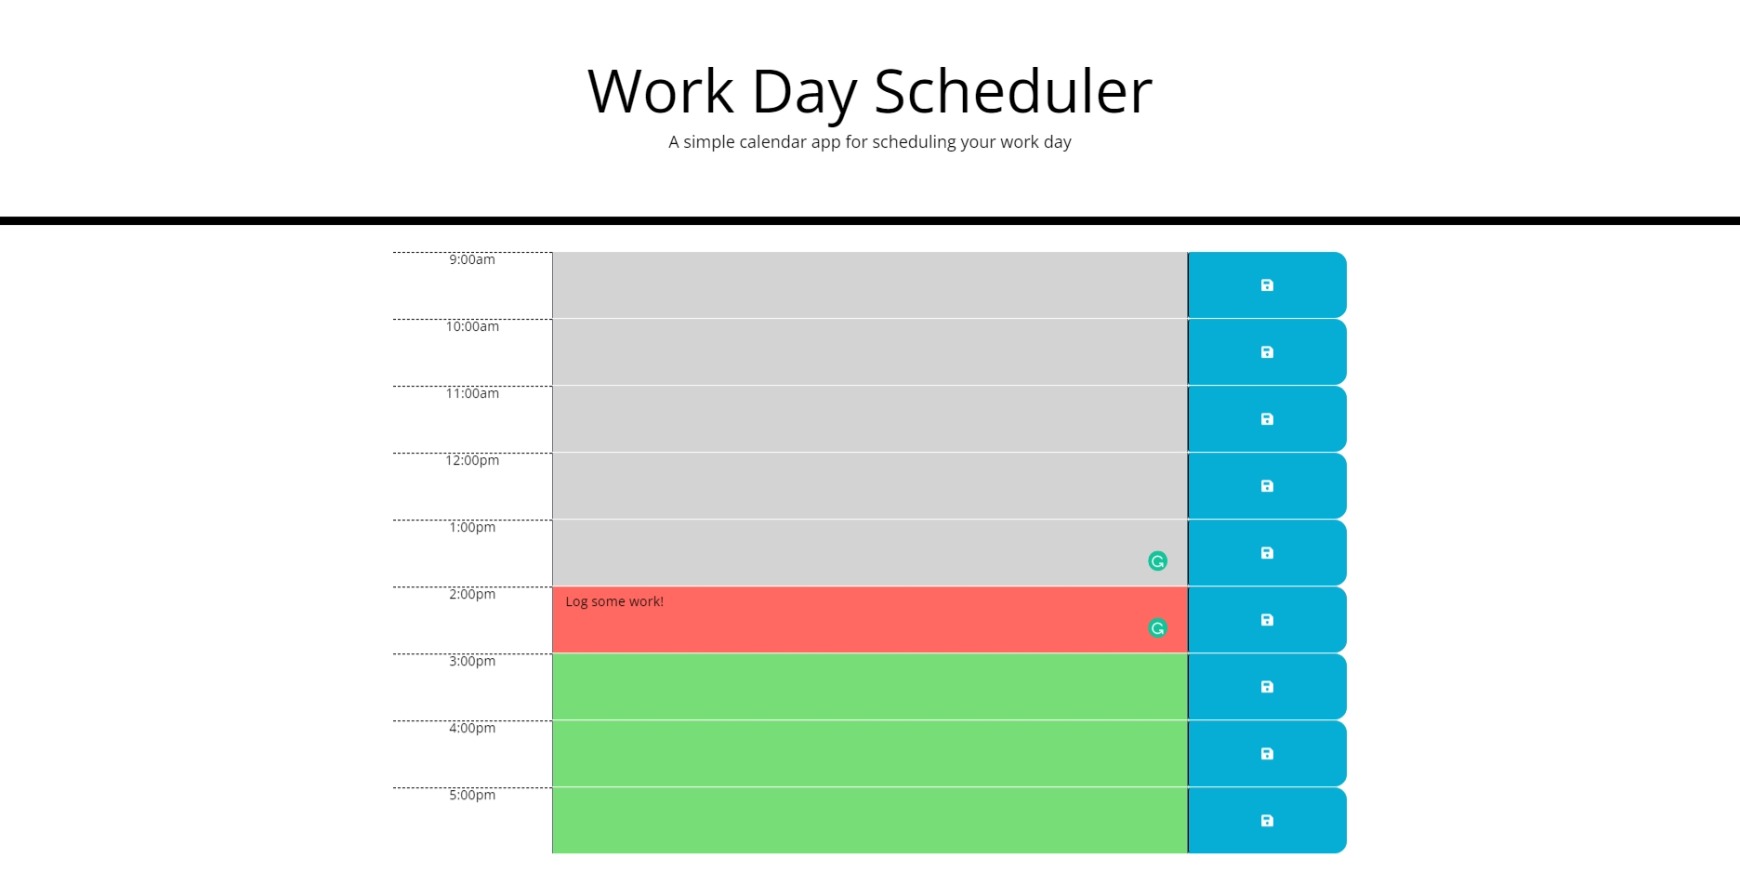 Work Day Scheduler
A simple calendar app for scheduling your work day
9:00am
10:00am
11:00am
12:00pm
1:00pm
2:00pm
Log some work!
3:00pm
4:00pm
5:00pm